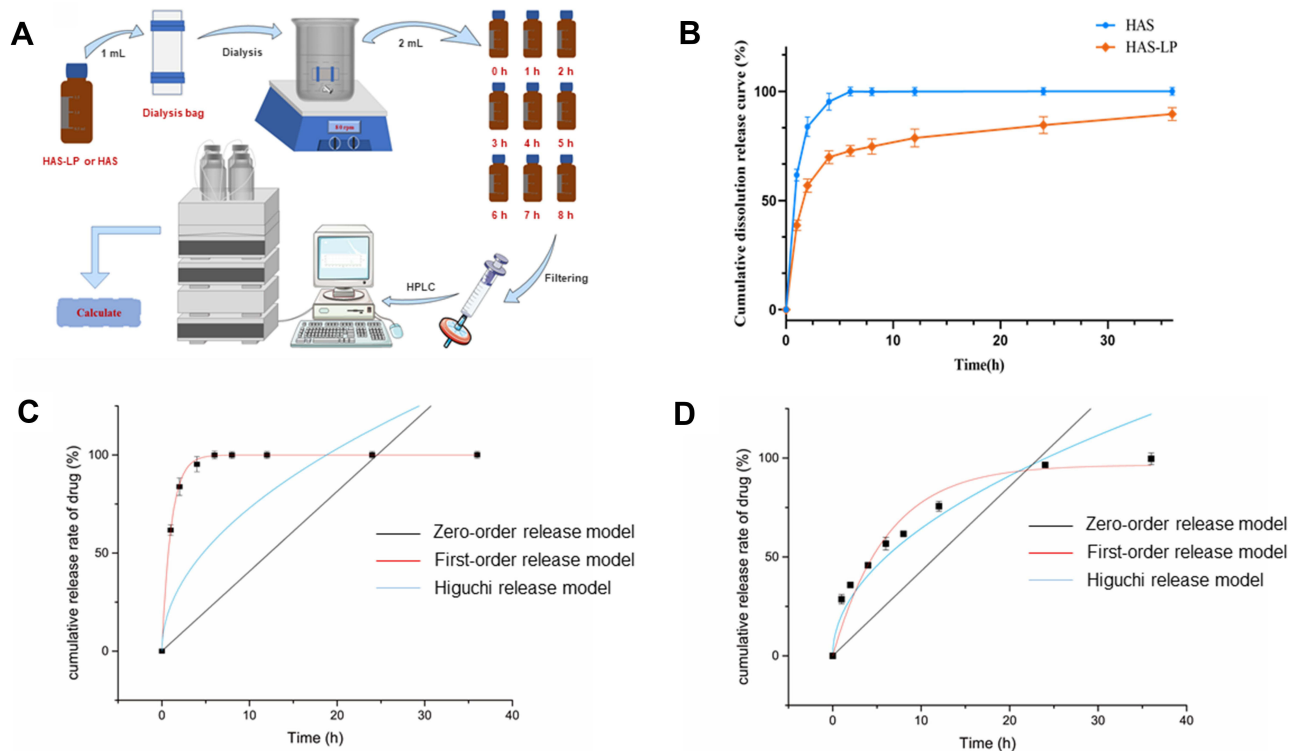 A
1 mL
Dialysis
2 mL
0 h 1 h 2 h
Dialysis bag
HAS-LP or HAS
3 h 4 h 5 h
6 h 7 h 8 h
Filtering
HPLC
Calculate
B
HAS
HAS-LP
Cumulative dissolution release curve (%)
100
50
0
0 10 20 30
Time(h)
C
cumulative release rate of drug (%)
100
50
0
Zero-order release model
First-order release model
Higuchi release model
0 10 20 30 40
Time (h)
D
cumulative release rate of drug (%)
100
50
0
Zero-order release model
First-order release model
Higuchi release model
0 10 20 30 40
Time (h)